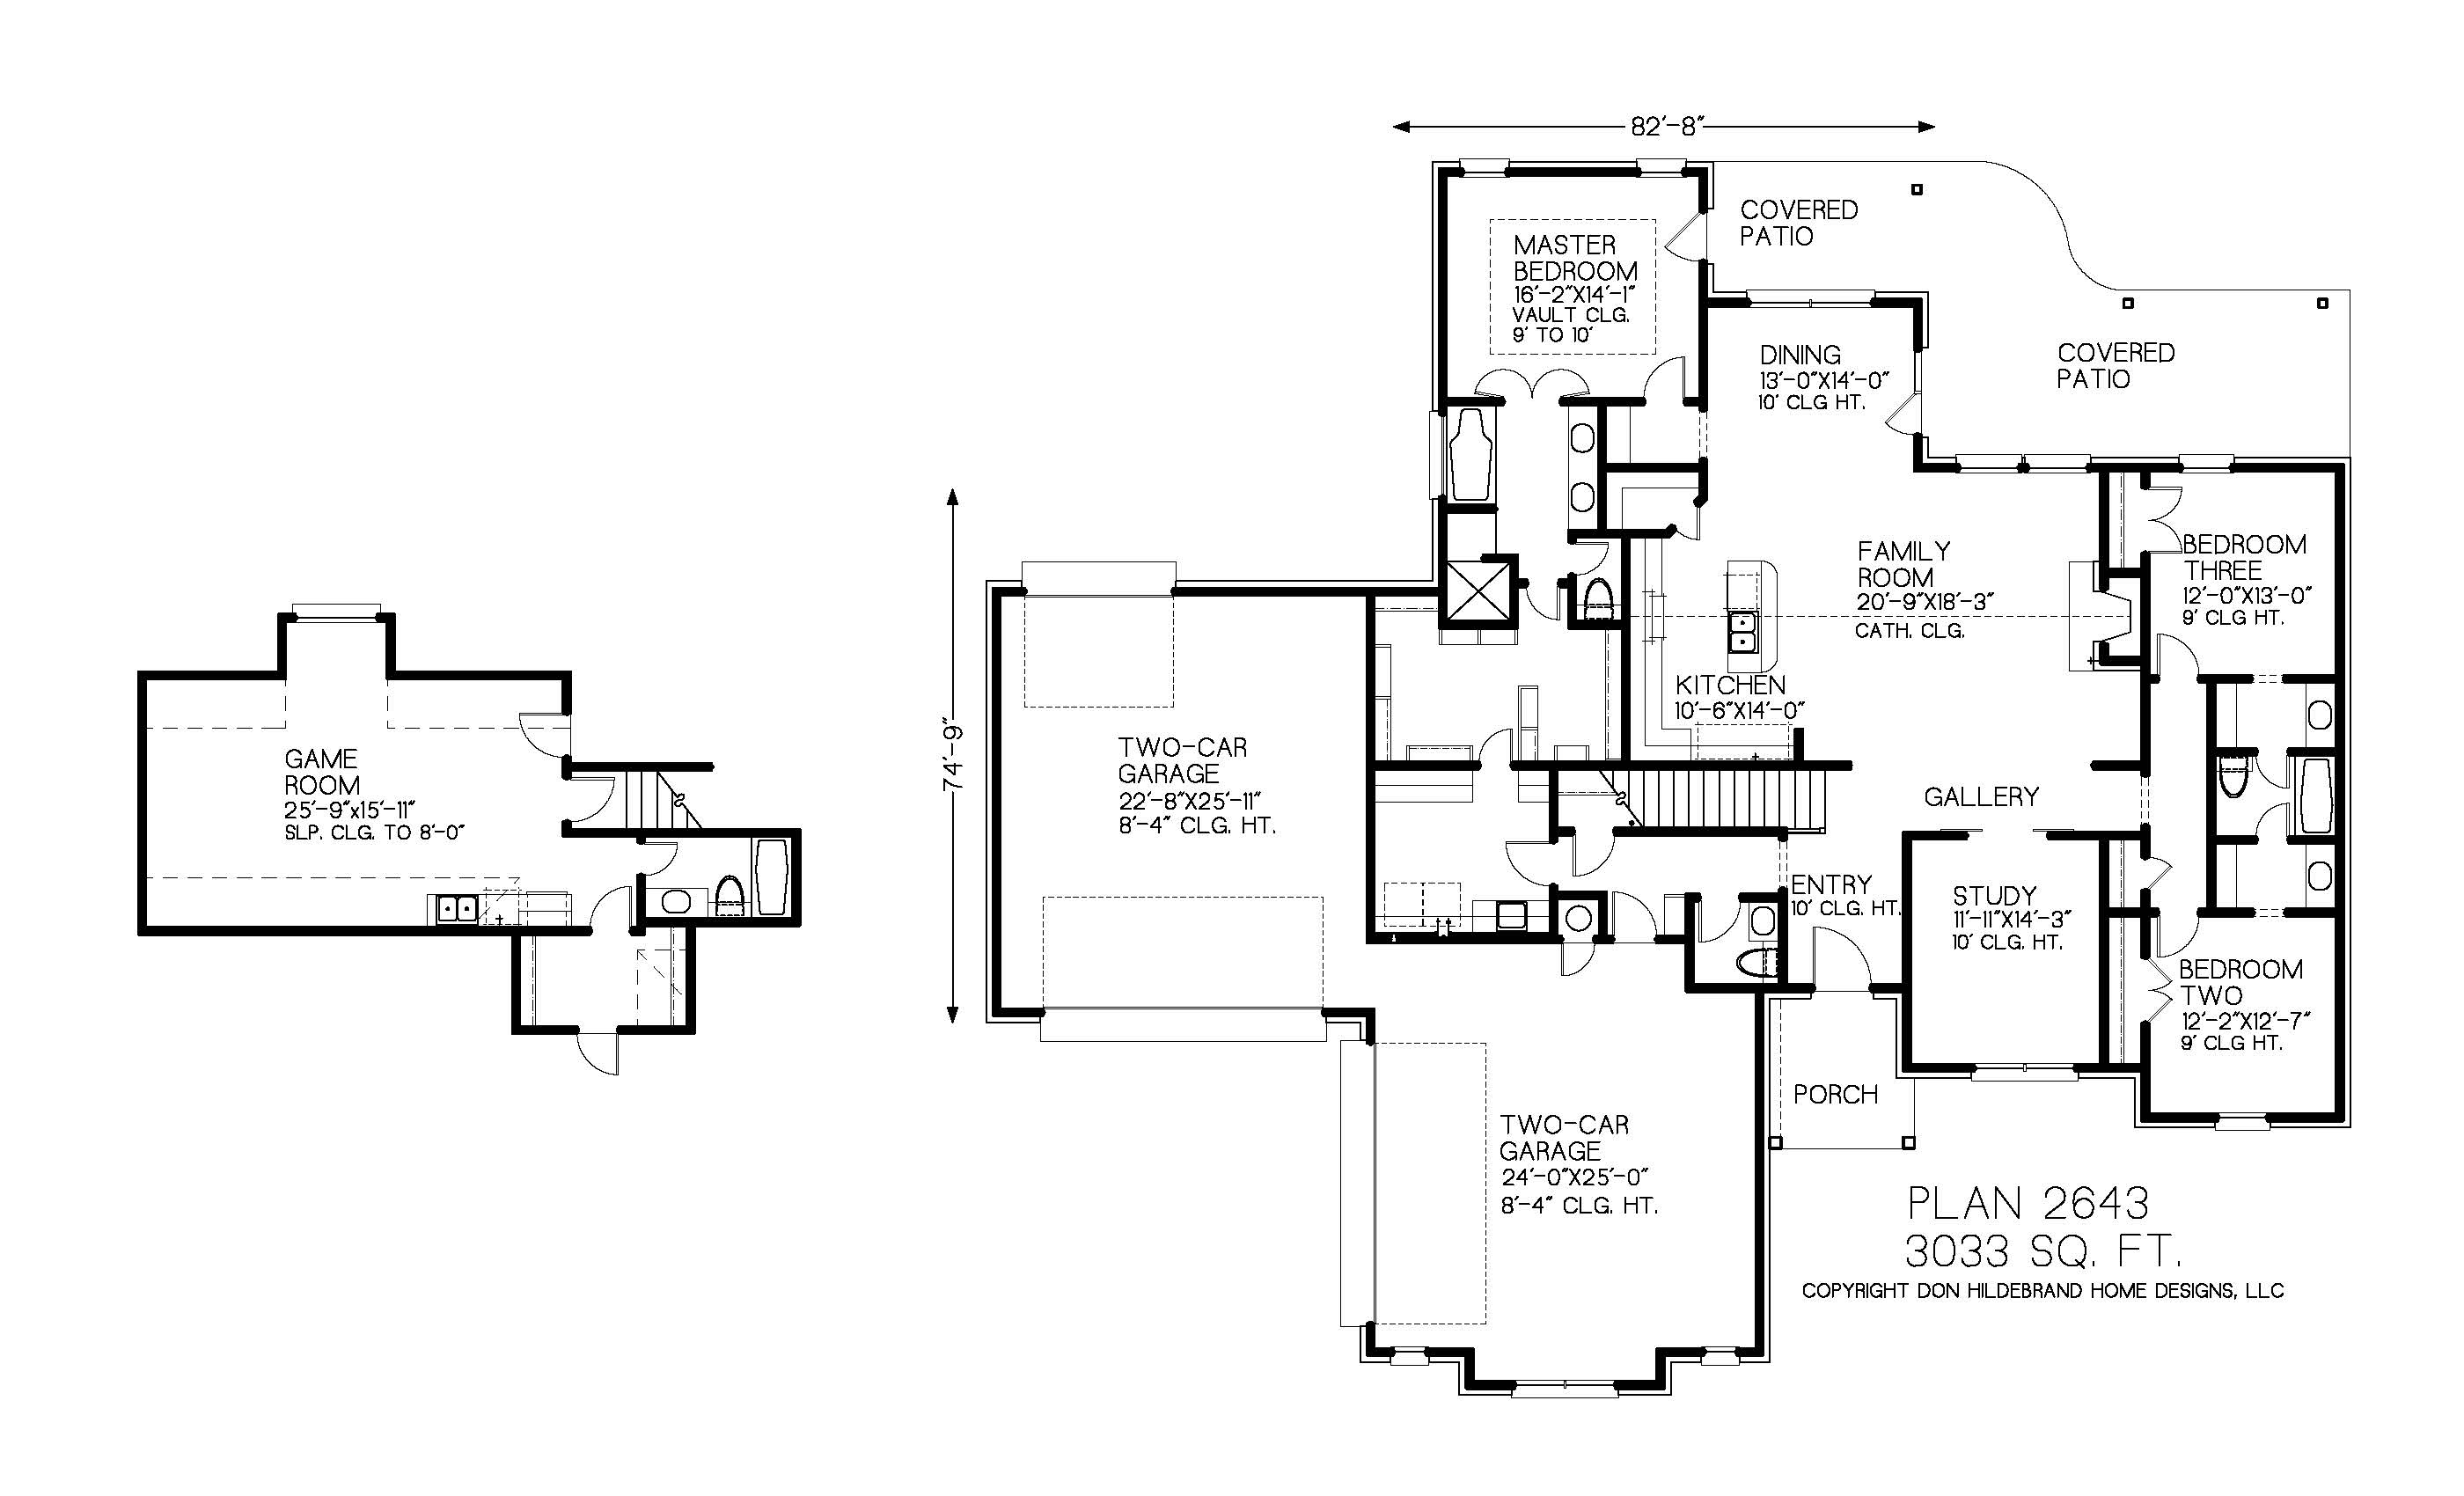 82'-8"
COVERED
PATIO
MASTER
BEDROOM
16'-2"X14'-1"
VAULT CLG.
9' TO 10'
DINING
13'-0"X14'-0"
10' CLG HT.
COVERED
PATIO
FAMILY
ROOM
20'-9"X18'-3"
CATH. CLG.
BEDROOM
THREE
12'-0"X13'-0"
9' CLG HT.
KITCHEN
10'-6"X14'-0"
74'-9"
TWO-CAR
GARAGE
22'-8"X25'-11"
8'-4" CLG. HT.
GAME
ROOM
25'-9"x15'-11"
SLP. CLG. TO 8'-0"
GALLERY
ENTRY
10' CLG. HT.
STUDY
11'-11"X14'-3"
10' CLG. HT.
BEDROOM
TWO
12'-2"X12'-7"
9' CLG HT.
PORCH
TWO-CAR
GARAGE
24'-0"X25'-0"
8'-4" CLG. HT.
PLAN 2643
3033 SQ. FT.
COPYRIGHT DON HILDEBRAND HOME DESIGNS, LLC